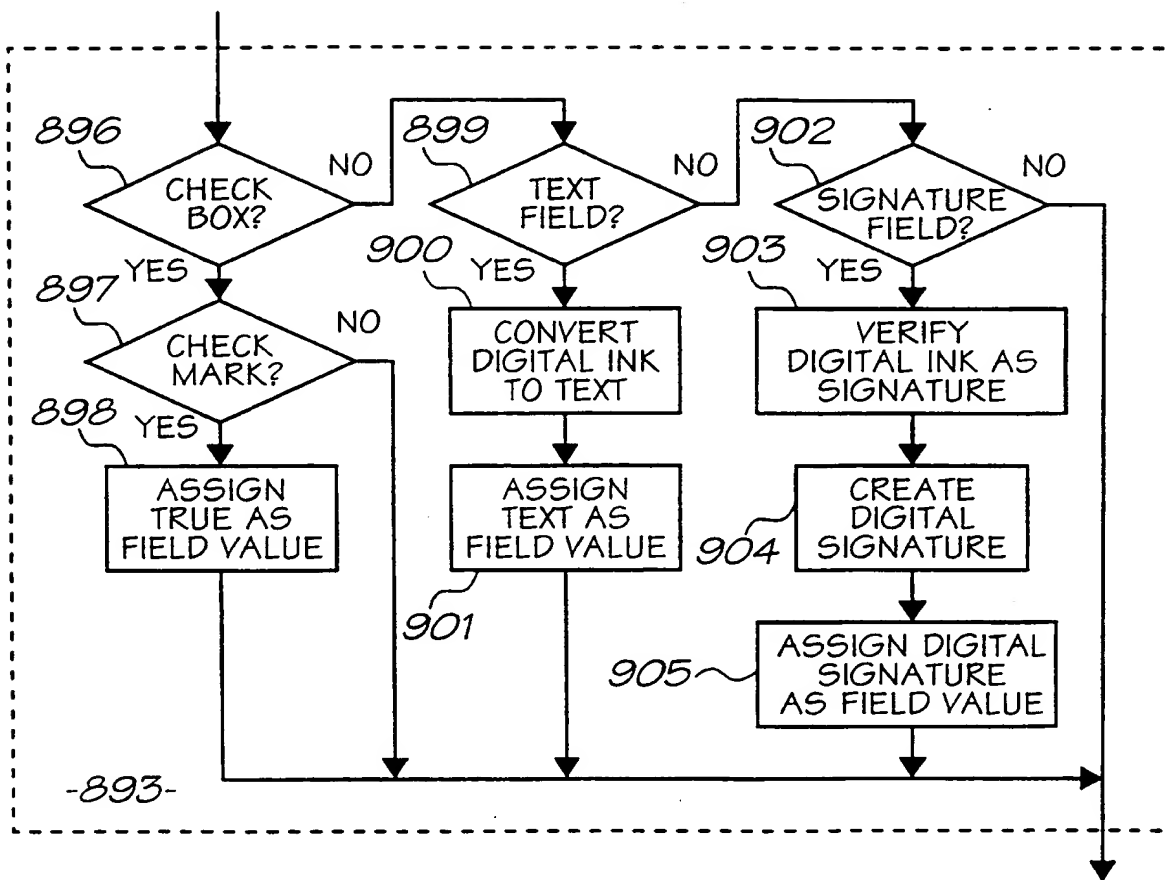 896
CHECK
BOX?
NO
YES
897
CHECK
MARK?
NO
YES
898
ASSIGN
TRUE AS
FIELD VALUE
899
TEXT
FIELD?
NO
YES
900
CONVERT
DIGITAL INK
TO TEXT
ASSIGN
TEXT AS
FIELD VALUE
901
902
SIGNATURE
FIELD?
NO
YES
903
VERIFY
DIGITAL INK AS
SIGNATURE
CREATE
DIGITAL
SIGNATURE
904
ASSIGN DIGITAL
SIGNATURE
AS FIELD VALUE
905
-893-